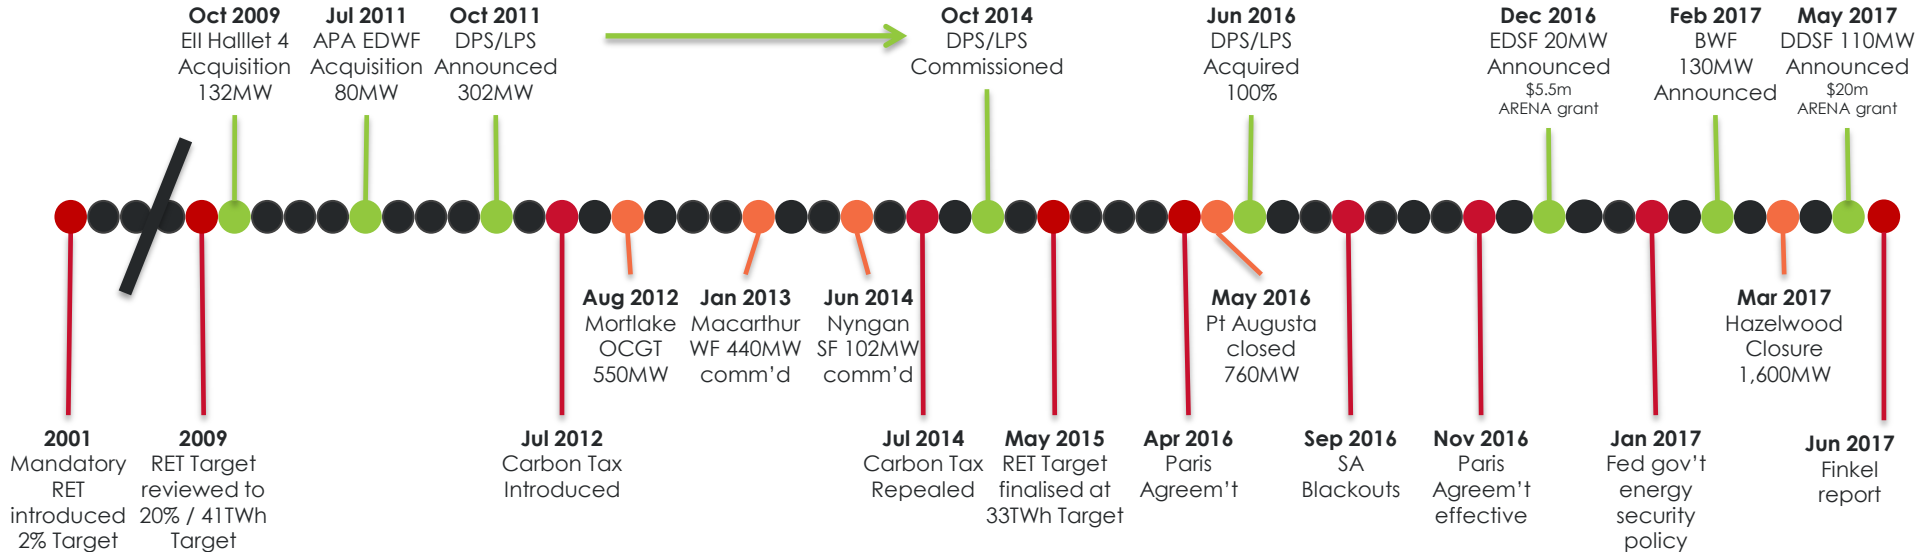 Oct 2009
EII Halllet 4
Acquisition
132MW
Jul 2011
APA EDWF
Acquisition
80MW
Oct 2011
DPS/LPS
Announced
302MW
Oct 2014
DPS/LPS
Commissioned
Jun 2016
DPS/LPS
Acquired
100%
Dec 2016
EDSF 20MW
Announced
$5.5m
ARENA grant
Feb 2017
BWF
130MW
Announced
May 2017
DDSF 110MW
Announced
$20m
ARENA grant
Aug 2012
Mortlake
OCGT
550MW
Jan 2013
Macarthur
WF 440MW
comm'd
Jun 2014
Nyngan
SF 102MW
comm'd
May 2016
Pt Augusta
closed
760MW
Mar 2017
Hazelwood
Closure
1,600MW
2001
Mandatory
RET
introduced
2% Target
2009
RET Target
reviewed to
20% / 41TWh
Target
Jul 2012
Carbon Tax
Introduced
Jul 2014
Carbon Tax
Repealed
May 2015
RET Target
finalised at
33TWh Target
Apr 2016
Paris
Agreem't
Sep 2016
SA
Blackouts
Nov 2016
Paris
Agreem't
effective
Jan 2017
Fed gov't
energy
security
policy
Jun 2017
Finkel
report